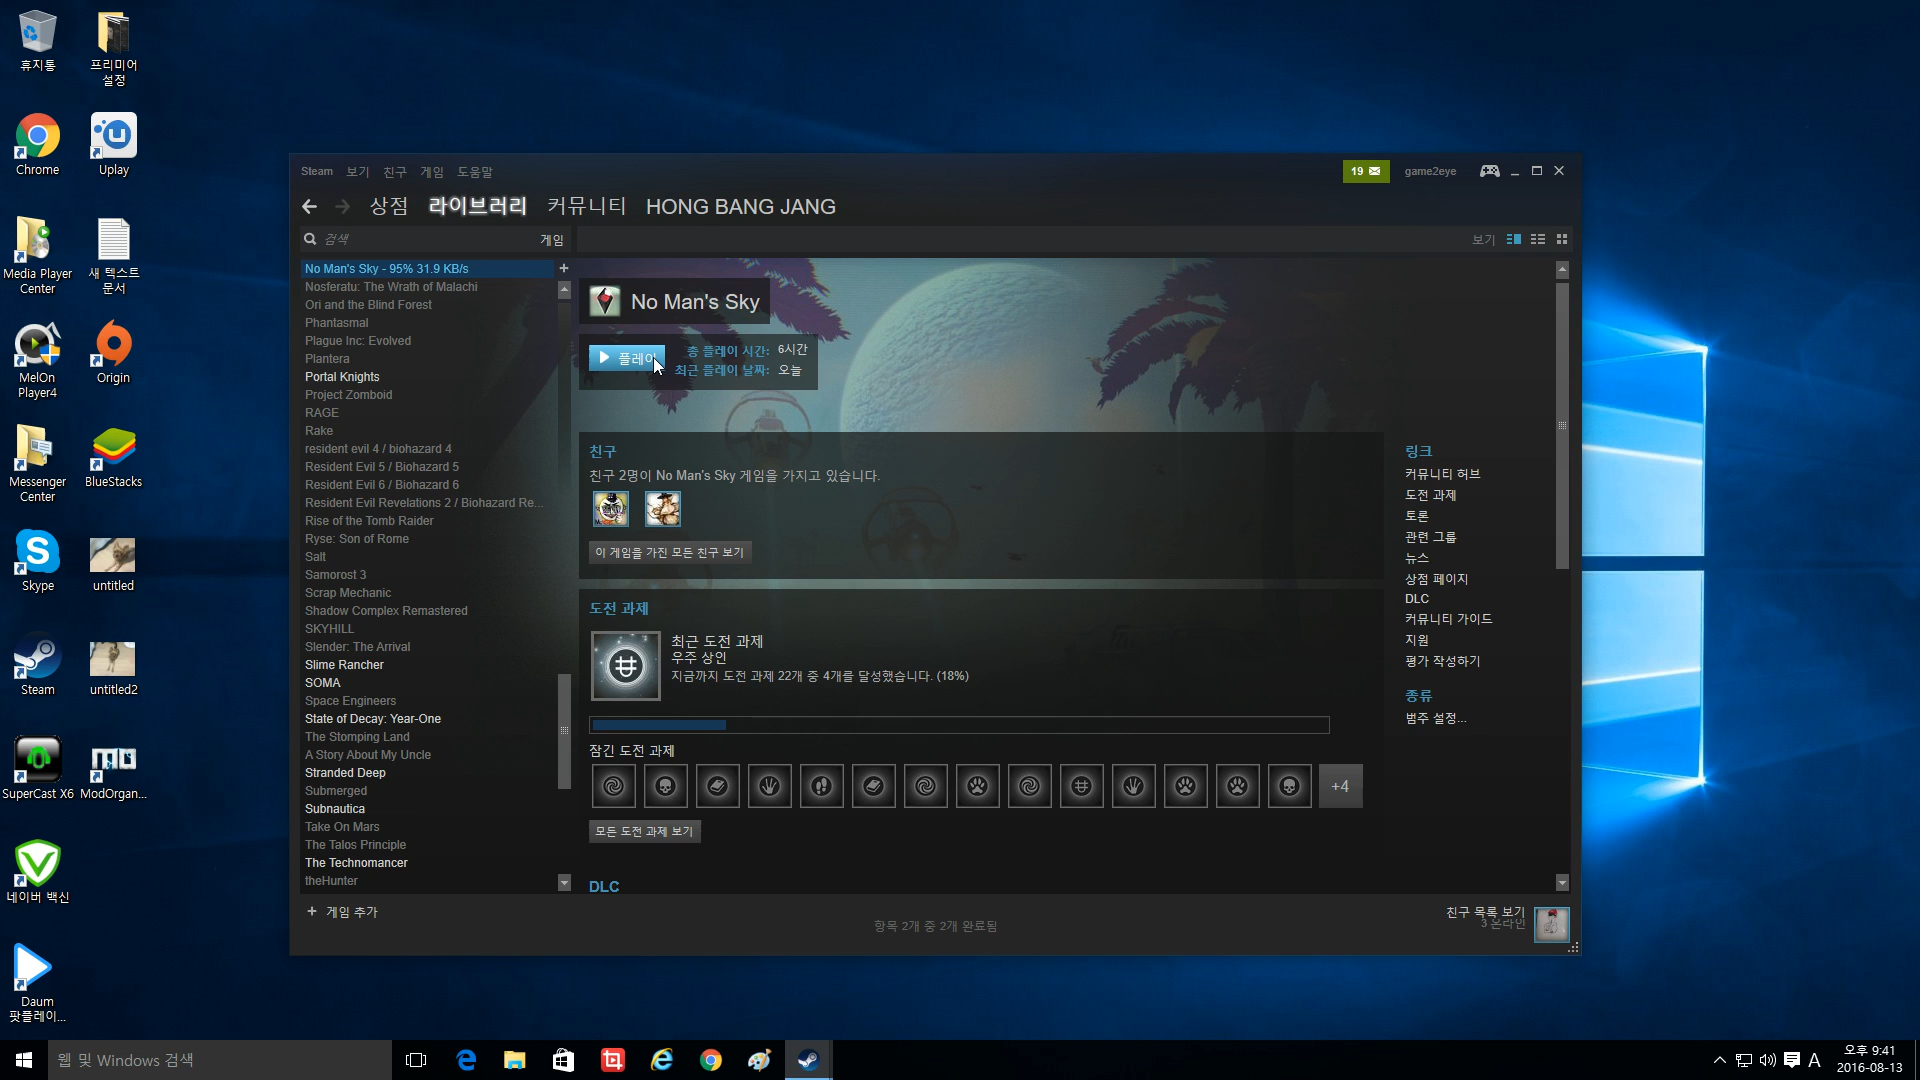 휴지통
프리미어
설정
Chrome
Uplay
Media Player
Center
새 텍스트
문서
MelOn
Player4
Origin
Messenger
Center
BlueStacks
Skype
untitled
Steam
untitled2
SuperCast X6
ModOrgan...
네이버 백신
Daum
팟플레이...
Steam 보기 친구 게임 도움말
19
game2eye
상점 라이브러리 커뮤니티 HONG BANG JANG
검색
게임
보기
No Man's Sky - 95% 31.9 KB/s
Nosferatu: The Wrath of Malachi
Ori and the Blind Forest
Phantasmal
Plague Inc: Evolved
Plantera
Portal Knights
Project Zomboid
RAGE
Rake
resident evil 4 / biohazard 4
Resident Evil 5 / Biohazard 5
Resident Evil 6 / Biohazard 6
Resident Evil Revelations 2 / Biohazard Re...
Rise of the Tomb Raider
Ryse: Son of Rome
Salt
Samorost 3
Scrap Mechanic
Shadow Complex Remastered
SKYHILL
Slender: The Arrival
Slime Rancher
SOMA
Space Engineers
State of Decay: Year-One
The Stomping Land
A Story About My Uncle
Stranded Deep
Submerged
Subnautica
Take On Mars
The Talos Principle
The Technomancer
theHunter
No Man's Sky
플레이
총 플레이 시간: 6시간
최근 플레이 날짜: 오늘
친구
친구 2명이 No Man's Sky 게임을 가지고 있습니다.
이 게임을 가진 모든 친구 보기
도전 과제
최근 도전 과제
우주 상인
지금까지 도전 과제 22개 중 4개를 달성했습니다. (18%)
잠긴 도전 과제
+4
모든 도전 과제 보기
DLC
링크
커뮤니티 허브
도전 과제
토론
관련 그룹
뉴스
상점 페이지
DLC
커뮤니티 가이드
지원
평가 작성하기
종류
범주 설정...
+ 게임 추가
항목 2개 중 2개 완료됨
친구 목록 보기
3 온라인
웹 및 Windows 검색
A
오후 9:41
2016-08-13